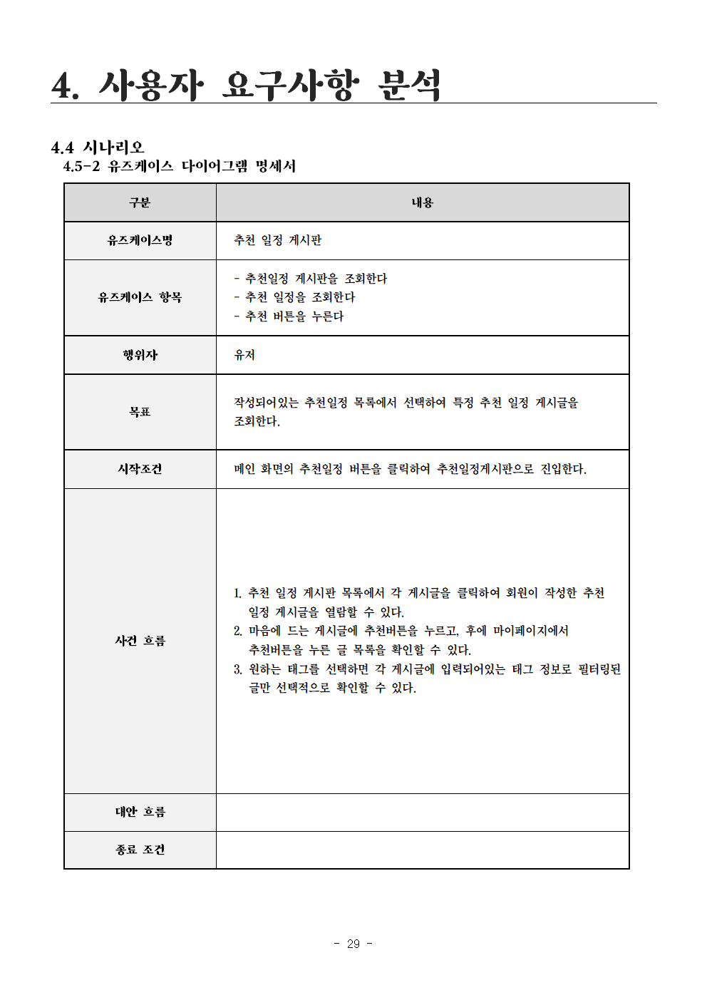 4. 사용자 요구사항 분석
4.4 시나리오
4.5-2 유즈케이스 다이어그램 명세서
구분 내용
유즈케이스명 추천 일정 게시판
유즈케이스 항목
- 추천일정 게시판을 조회한다
- 추천 일정을 조회한다
- 추천 버튼을 누른다
행위자 유저
목표
작성되어있는 추천일정 목록에서 선택하여 특정 추천 일정 게시글을
조회한다.
시작조건 메인 화면의 추천일정 버튼을 클릭하여 추천일정게시판으로 진입한다.
사건 흐름
1. 추천 일정 게시판 목록에서 각 게시글을 클릭하여 회원이 작성한 추천
일정 게시글을 열람할 수 있다.
2. 마음에 드는 게시글에 추천버튼을 누르고, 후에 마이페이지에서
추천버튼을 누른 글 목록을 확인할 수 있다.
3. 원하는 태그를 선택하면 각 게시글에 입력되어있는 태그 정보로 필터링된
글만 선택적으로 확인할 수 있다.
대안 흐름
종료 조건
- 29 -